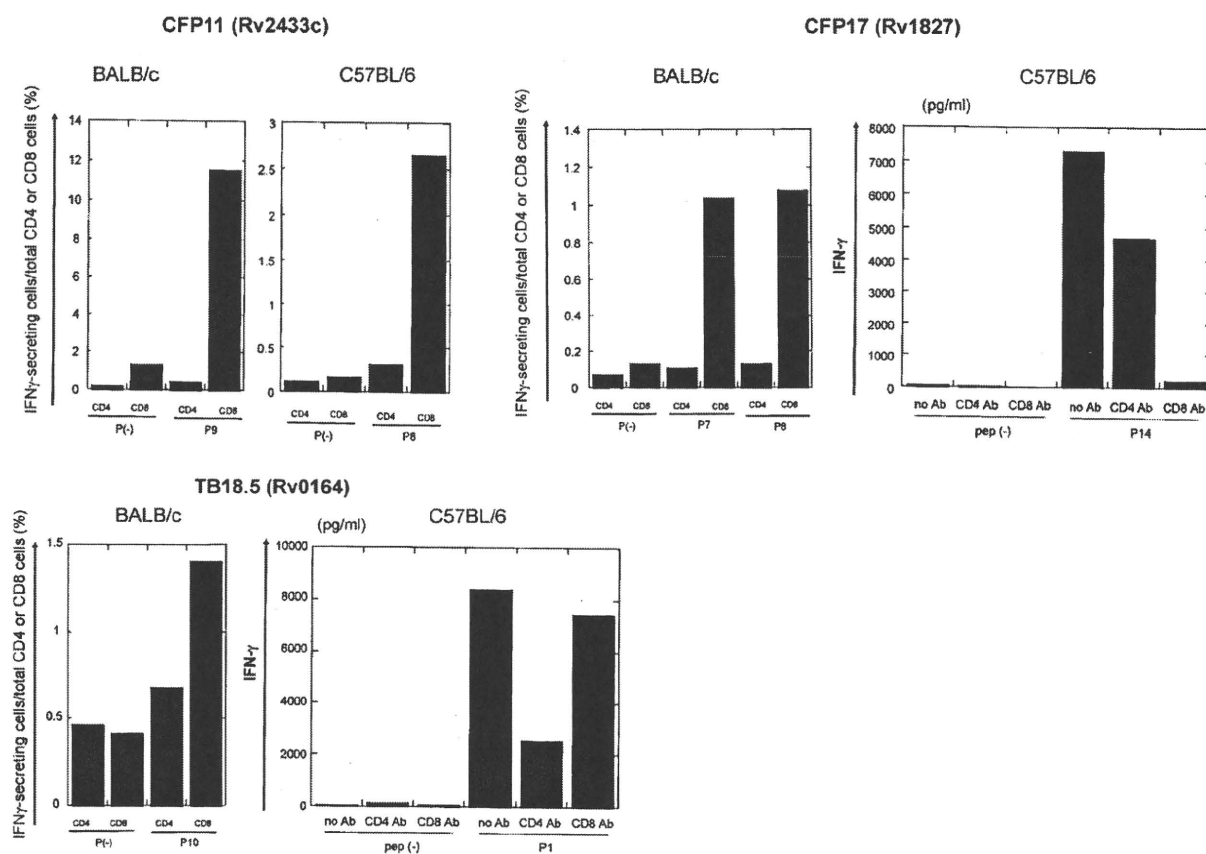 CFP11 (Rv2433c)
BALB/c
C57BL/6
IFNγ-secreting cells/total CD4 or CD8 cells (%)
14
12
10
8
6
4
2
0
CD4 CD8 CD4 CD8
P(-) P9
3
2.5
2
1.5
1
0.5
0
CD4 CD8 CD4 CD8
P(-) P8
CFP17 (Rv1827)
BALB/c
C57BL/6
IFNγ-secreting cells/total CD4 or CD8 cells (%)
1.4
1.2
1
0.8
0.6
0.4
0.2
0
CD4 CD8 CD4 CD8 CD4 CD8
P(-) P7 P8
(pg/ml)
IFN-γ
8000
7000
6000
5000
4000
3000
2000
1000
0
no Ab CD4 Ab CD8 Ab no Ab CD4 Ab CD8 Ab
pep (-) P14
TB18.5 (Rv0164)
BALB/c
C57BL/6
IFNγ-secreting cells/total CD4 or CD8 cells (%)
1.5
1
0.5
0
CD4 CD8 CD4 CD8
P(-) P10
(pg/ml)
IFN-γ
10000
8000
6000
4000
2000
0
no Ab CD4 Ab CD8 Ab no Ab CD4 Ab CD8 Ab
pep (-) P1